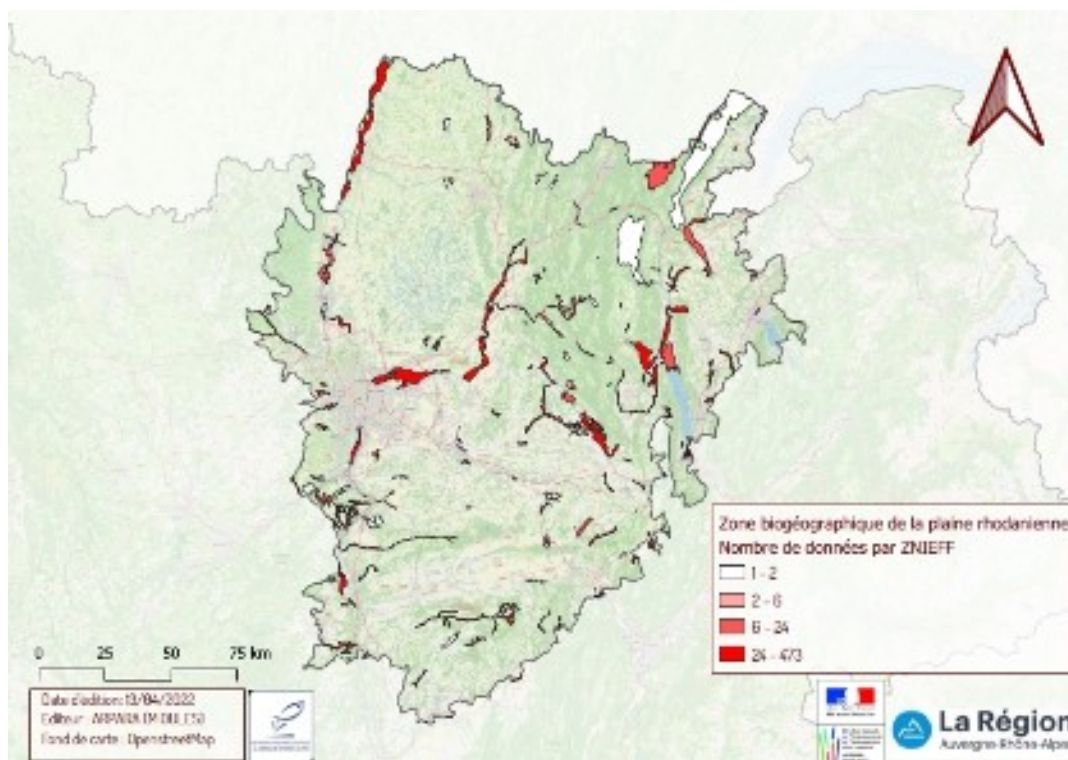 Zone biogéographique de la plaine rhodanienne
Nombre de données par ZNIEFF
1 - 2
2 - 6
6 - 24
24 - 473
0 25 50 75 km
Date d'édition: 13/04/2022
Editeur : ARPARA
Fond de carte : OpenstreetMap
La Région
Auvergne-Rhône-Alpes